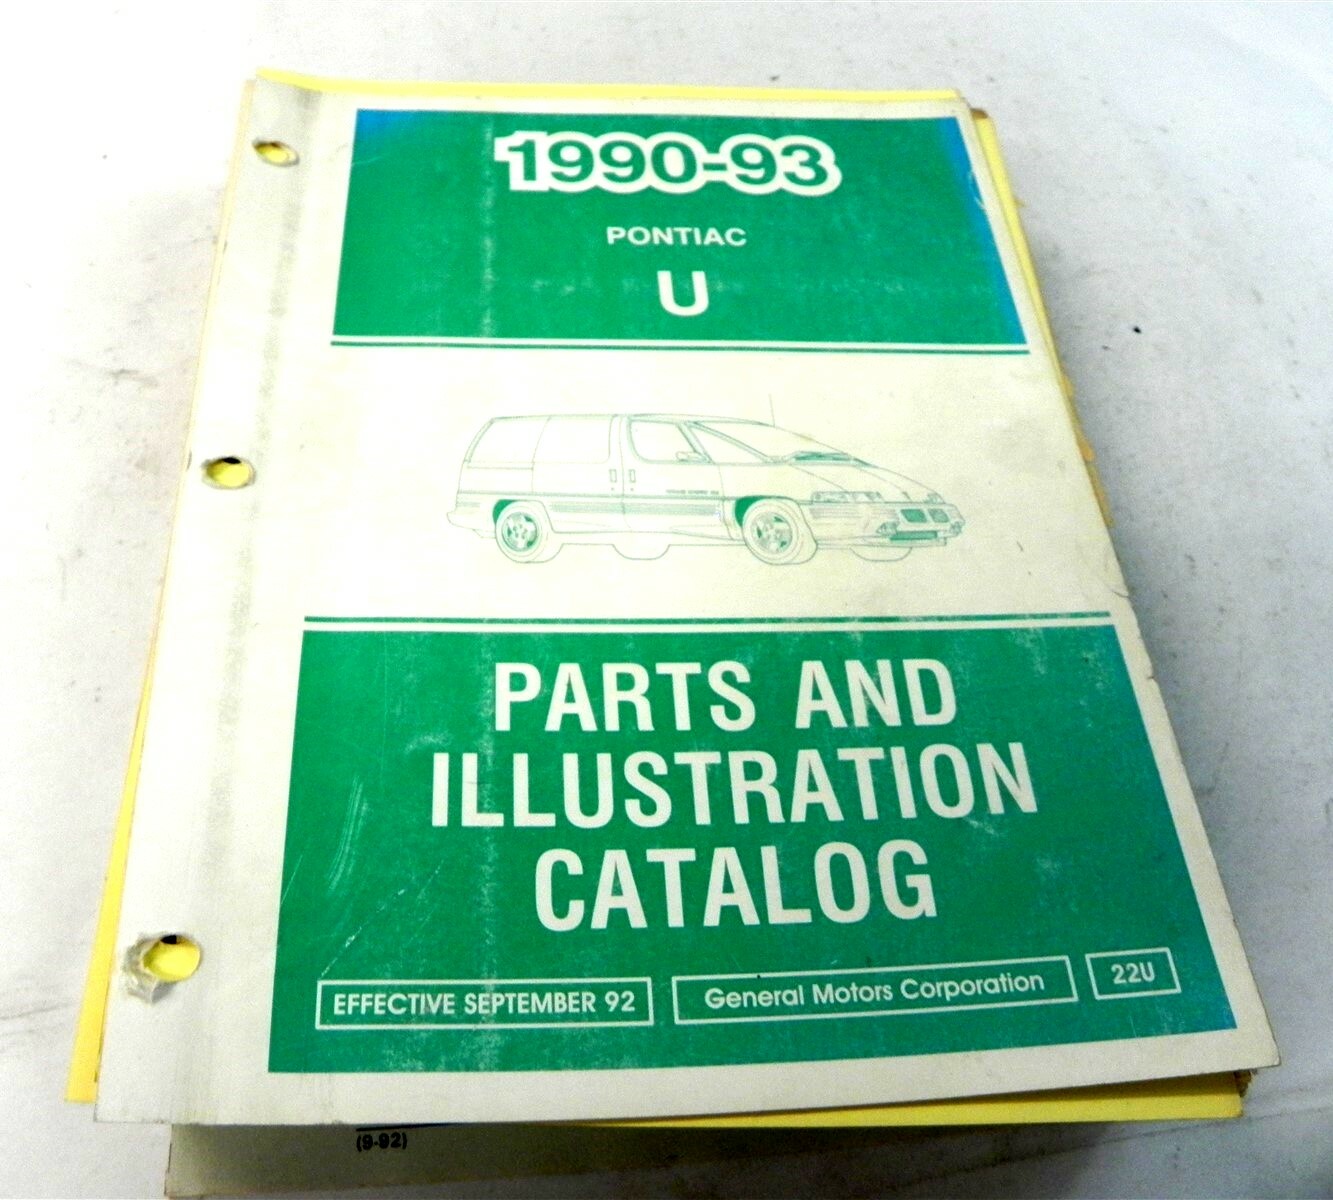 1990-93
PONTIAC
U
PARTS AND
ILLUSTRATION
CATALOG
EFFECTIVE SEPTEMBER 92
General Motors Corporation
22U
(9-92)